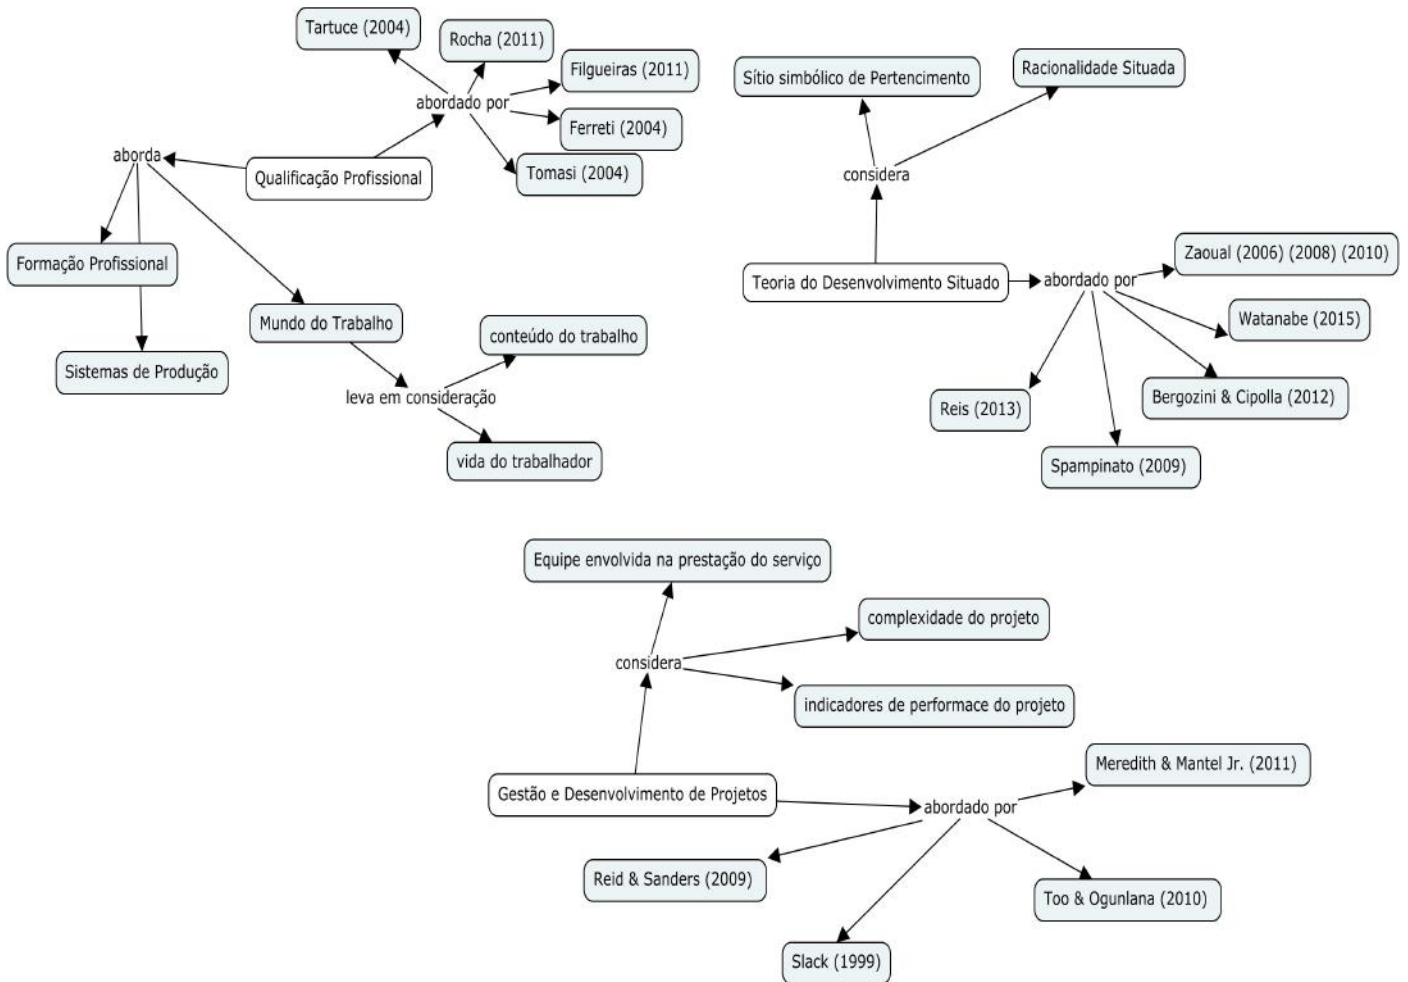 Tartuce (2004)
Rocha (2011)
Filgueiras (2011)
abordado por
Ferreti (2004)
Tomasi (2004)
aborda
Qualificação Profissional
Formação Profissional
Mundo do Trabalho
Sistemas de Produção
conteúdo do trabalho
leva em consideração
vida do trabalhador
Sítio simbólico de Pertencimento
Racionalidade Situada
considera
Teoria do Desenvolvimento Situado
abordado por
Zaoual (2006) (2008) (2010)
Watanabe (2015)
Bergozini & Cipolla (2012)
Reis (2013)
Spampinato (2009)
Equipe envolvida na prestação do serviço
complexidade do projeto
considera
indicadores de performace do projeto
Gestão e Desenvolvimento de Projetos
abordado por
Meredith & Mantel Jr. (2011)
Reid & Sanders (2009)
Too & Ogunlana (2010)
Slack (1999)